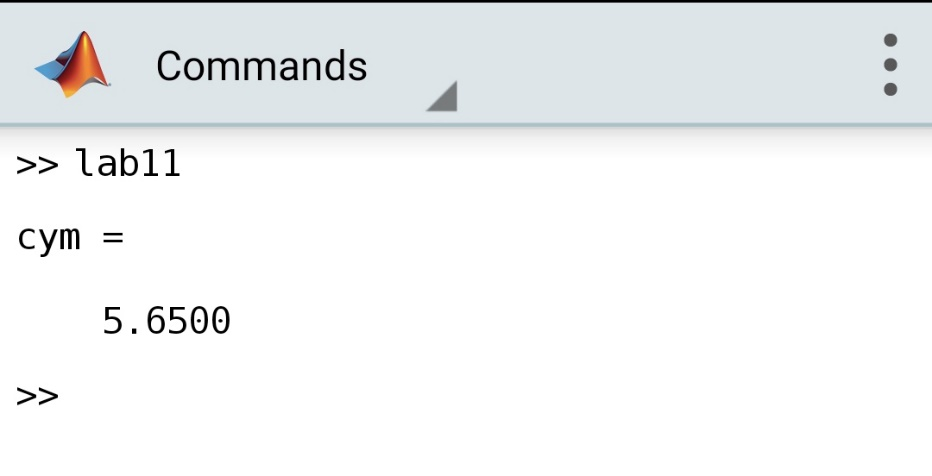 Commands
>> lab11
cym =
5.6500
>>